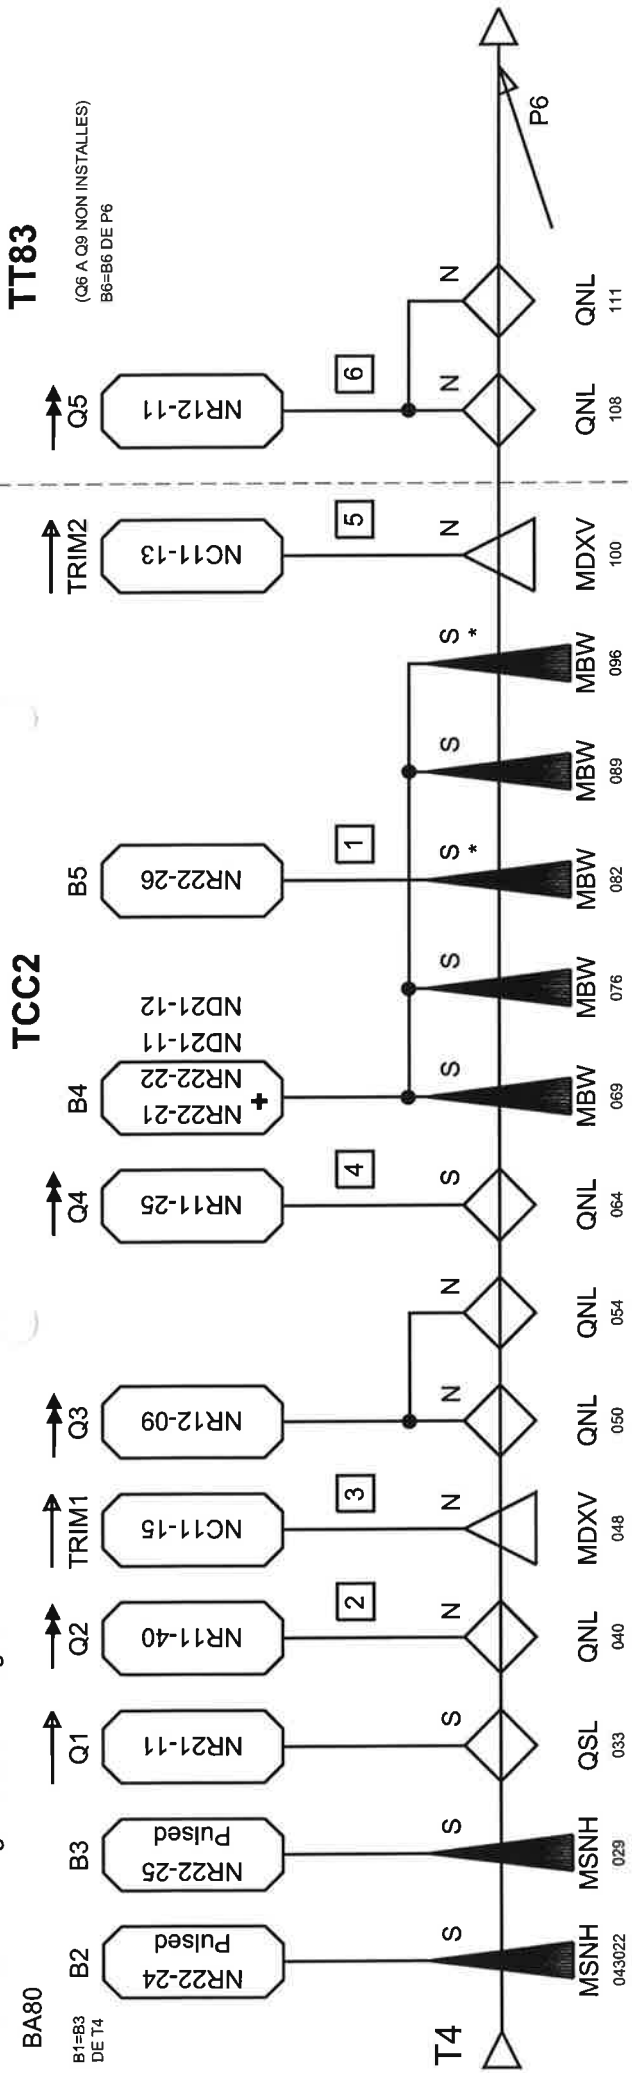 BA80
TCC2
TT83
B1=B3
DE T4
(Q6 A Q9 NON INSTALLES)
B6=B6 DE P6
B2
B3
Q1
Q2
TRIM1
Q3
Q4
B4
B5
TRIM2
Q5
NR22-24
Pulsed
NR22-25
Pulsed
NR21-11
NR11-40
NC11-15
NR12-09
NR11-25
NR22-21
NR22-22
+
ND21-11
ND21-12
NR22-26
NC11-13
NR12-11
2
3
4
1
5
6
S
S
S
N
N
N
N
S
S
S
S *
S
S *
N
N
N
T4
P6
MSNH
043022
MSNH
029
QSL
033
QNL
040
MDXV
048
QNL
050
QNL
054
QNL
064
MBW
069
MBW
076
MBW
082
MBW
089
MBW
096
MDXV
100
QNL
108
QNL
111